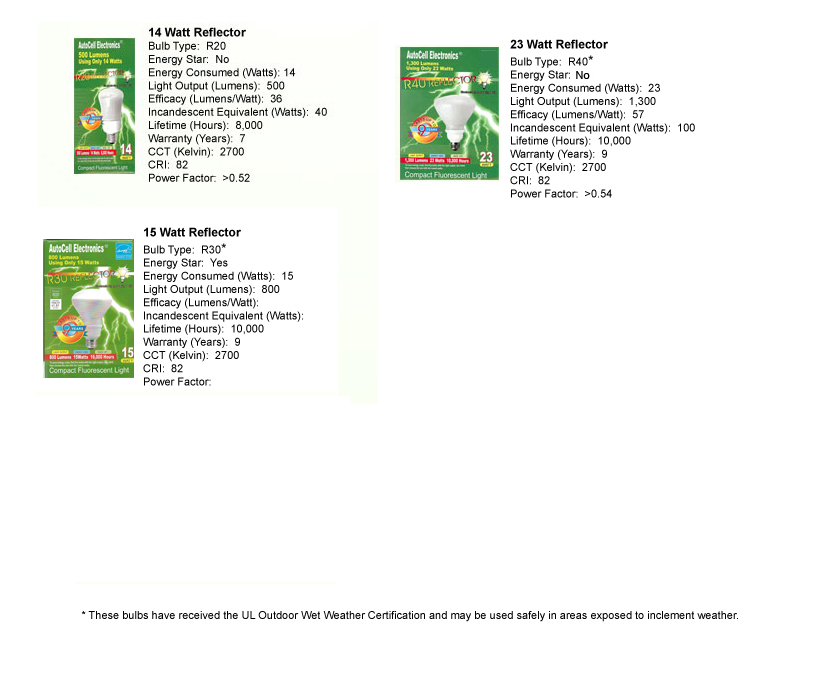 14 Watt Reflector
Bulb Type: R20
Energy Star: No
Energy Consumed (Watts): 14
Light Output (Lumens): 500
Efficacy (Lumens/Watt): 36
Incandescent Equivalent (Watts): 40
Lifetime (Hours): 8,000
Warranty (Years): 7
CCT (Kelvin): 2700
CRI: 82
Power Factor: >0.52
AutoCell Electronics
500 Lumens
Using Only 14 Watts
R20 REFLECTOR
14
Compact Fluorescent Light
23 Watt Reflector
Bulb Type: R40*
Energy Star: No
Energy Consumed (Watts): 23
Light Output (Lumens): 1,300
Efficacy (Lumens/Watt): 57
Incandescent Equivalent (Watts): 100
Lifetime (Hours): 10,000
Warranty (Years): 9
CCT (Kelvin): 2700
CRI: 82
Power Factor: >0.54
AutoCell Electronics
1,300 Lumens
Using Only 23 Watts
R40 REFLECTOR
23
1,300 Lumens 23 Watts 10,000 Hours
Compact Fluorescent Light
15 Watt Reflector
Bulb Type: R30*
Energy Star: Yes
Energy Consumed (Watts): 15
Light Output (Lumens): 800
Efficacy (Lumens/Watt):
Incandescent Equivalent (Watts):
Lifetime (Hours): 10,000
Warranty (Years): 9
CCT (Kelvin): 2700
CRI: 82
Power Factor:
AutoCell Electronics
800 Lumens
Using Only 15 Watts
R30 REFLECTOR
9 YEARS
15
800 Lumens 15Watts 10,000 Hours
Compact Fluorescent Light
* These bulbs have received the UL Outdoor Wet Weather Certification and may be used safely in areas exposed to inclement weather.